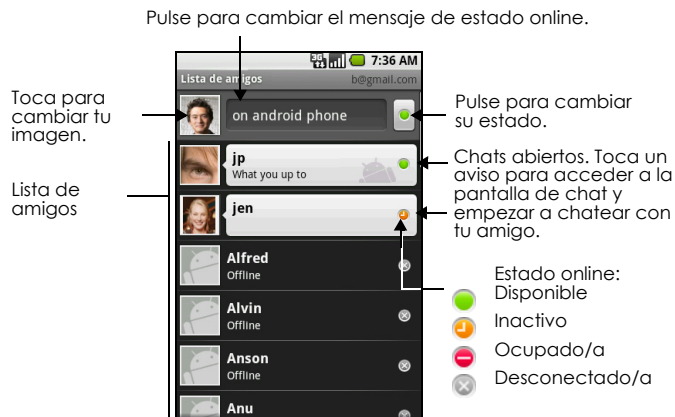 Pulse para cambiar el mensaje de estado online.
3G
7:36 AM
Lista de amigos
b@gmail.com
Toca para
cambiar tu
imagen.
on android phone
Pulse para cambiar
su estado.
jp
What you up to
Chats abiertos. Toca un
aviso para acceder a la
pantalla de chat y
empezar a chatear con
tu amigo.
Lista de
amigos
jen
Alfred
Offline
Estado online:
Disponible
Inactivo
Ocupado/a
Desconectado/a
Alvin
Offline
Anson
Offline
Anu